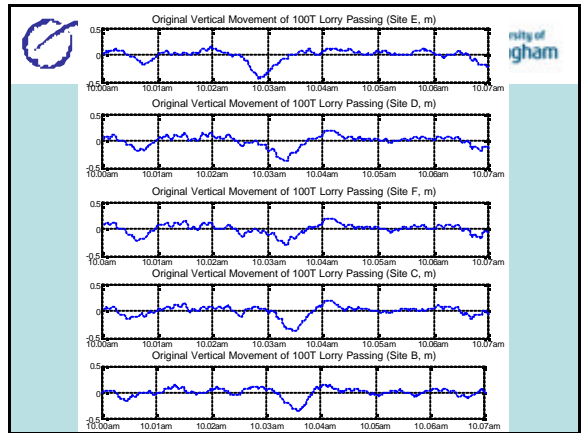 Original Vertical Movement of 100T Lorry Passing (Site E, m)
0.5
0
-0.5
10.00am 10.01am 10.02am 10.03am 10.04am 10.05am 10.06am 10.07am
rsity of
ngham
Original Vertical Movement of 100T Lorry Passing (Site D, m)
0.5
0
-0.5
10.00am 10.01am 10.02am 10.03am 10.04am 10.05am 10.06am 10.07am
Original Vertical Movement of 100T Lorry Passing (Site F, m)
0.5
0
-0.5
10.00am 10.01am 10.02am 10.03am 10.04am 10.05am 10.06am 10.07am
Original Vertical Movement of 100T Lorry Passing (Site C, m)
0.5
0
-0.5
10.00am 10.01am 10.02am 10.03am 10.04am 10.05am 10.06am 10.07am
Original Vertical Movement of 100T Lorry Passing (Site B, m)
0.5
0
-0.5
10.00am 10.01am 10.02am 10.03am 10.04am 10.05am 10.06am 10.07am